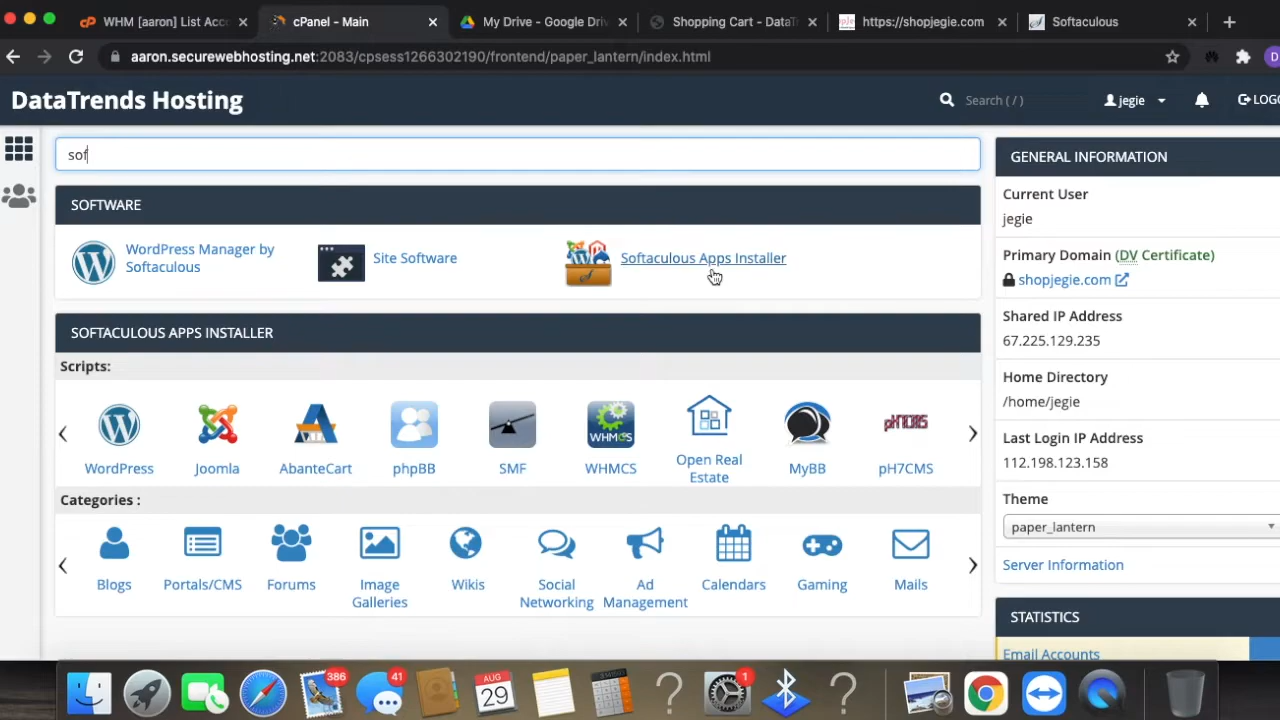 WHM [aaron] List Acco
cPanel - Main
My Drive - Google Driv
Shopping Cart - DataT
https://shopjegie.com
Softaculous
aaron.securewebhosting.net:2083/cpsess1266302190/frontend/paper_lantern/index.html
D
DataTrends Hosting
Search ( / )
jegie
LOGO
sof
SOFTWARE
WordPress Manager by
Softaculous
Site Software
Softaculous Apps Installer
SOFTACULOUS APPS INSTALLER
Scripts:
WordPress
Joomla
AbanteCart
phpBB
SMF
WHMCS
WHMCS
Open Real
Estate
MyBB
pH7CMS
Categories :
Blogs
Portals/CMS
Forums
Image
Galleries
Wikis
Social
Networking
Ad
Management
Calendars
Gaming
Mails
GENERAL INFORMATION
Current User
jegie
Primary Domain (DV Certificate)
shopjegie.com
Shared IP Address
67.225.129.235
Home Directory
/home/jegie
Last Login IP Address
112.198.123.158
Theme
paper_lantern
Server Information
STATISTICS
Email Accounts
386
41
AUG
29
1